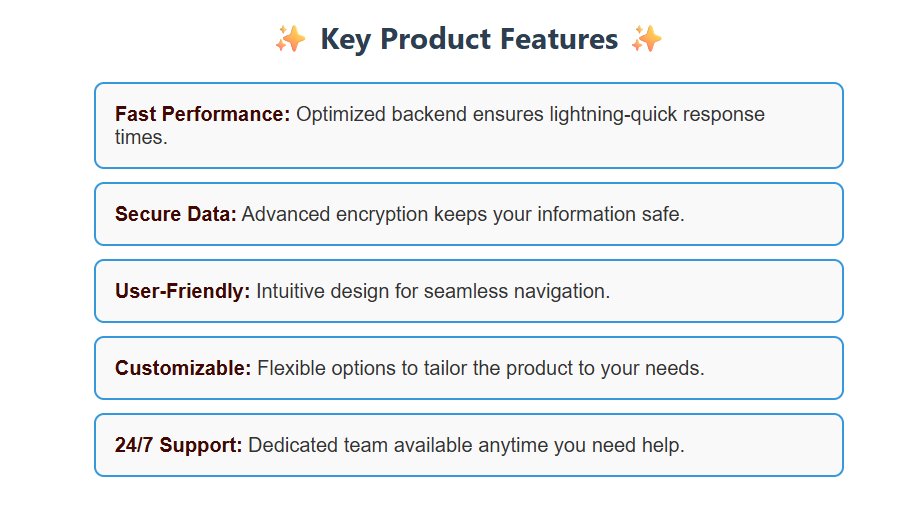 ✨ Key Product Features ✨
Fast Performance: Optimized backend ensures lightning-quick response
times.
Secure Data: Advanced encryption keeps your information safe.
User-Friendly: Intuitive design for seamless navigation.
Customizable: Flexible options to tailor the product to your needs.
24/7 Support: Dedicated team available anytime you need help.